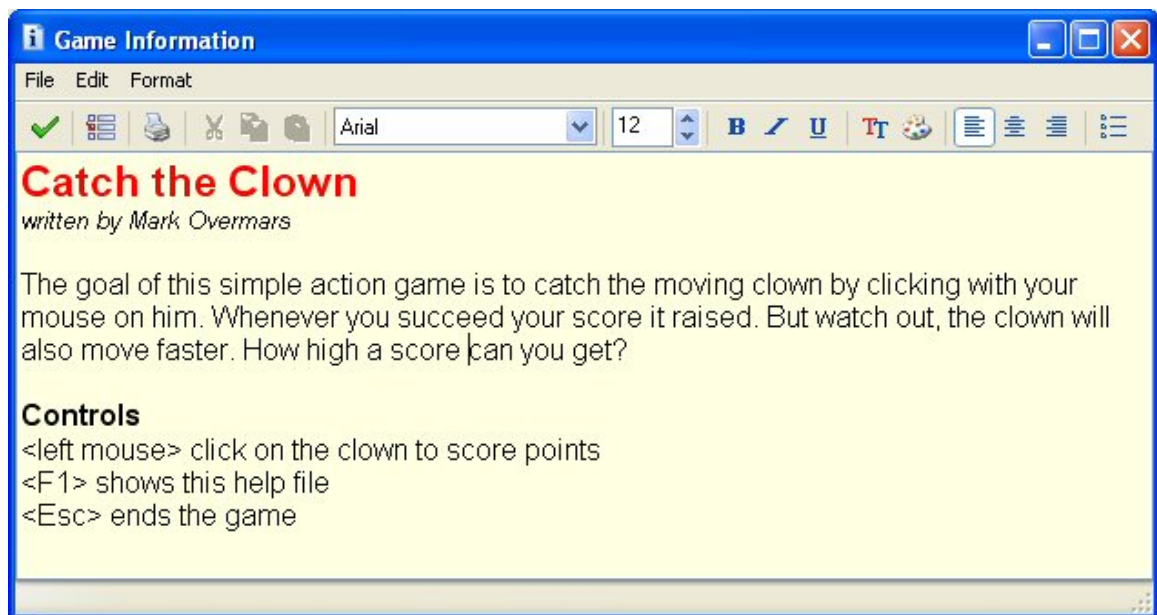 Game Information
File Edit Format
Arial 12 B I U TT
Catch the Clown
written by Mark Overmars
The goal of this simple action game is to catch the moving clown by clicking with your
mouse on him. Whenever you succeed your score it raised. But watch out, the clown will
also move faster. How high a score can you get?
Controls
<left mouse> click on the clown to score points
<F1> shows this help file
<Esc> ends the game